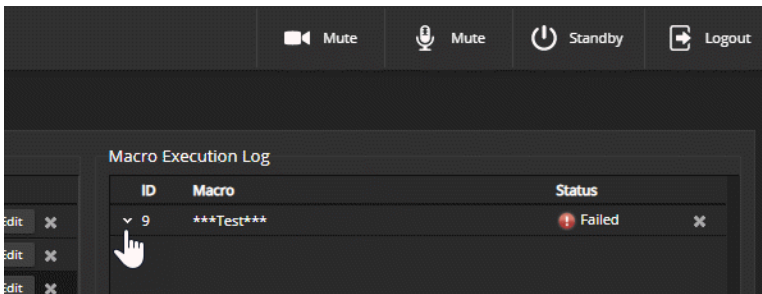 Mute Mute Standby Logout
Macro Execution Log
ID Macro Status
Edit 9 ***Test*** Failed
Edit
Edit